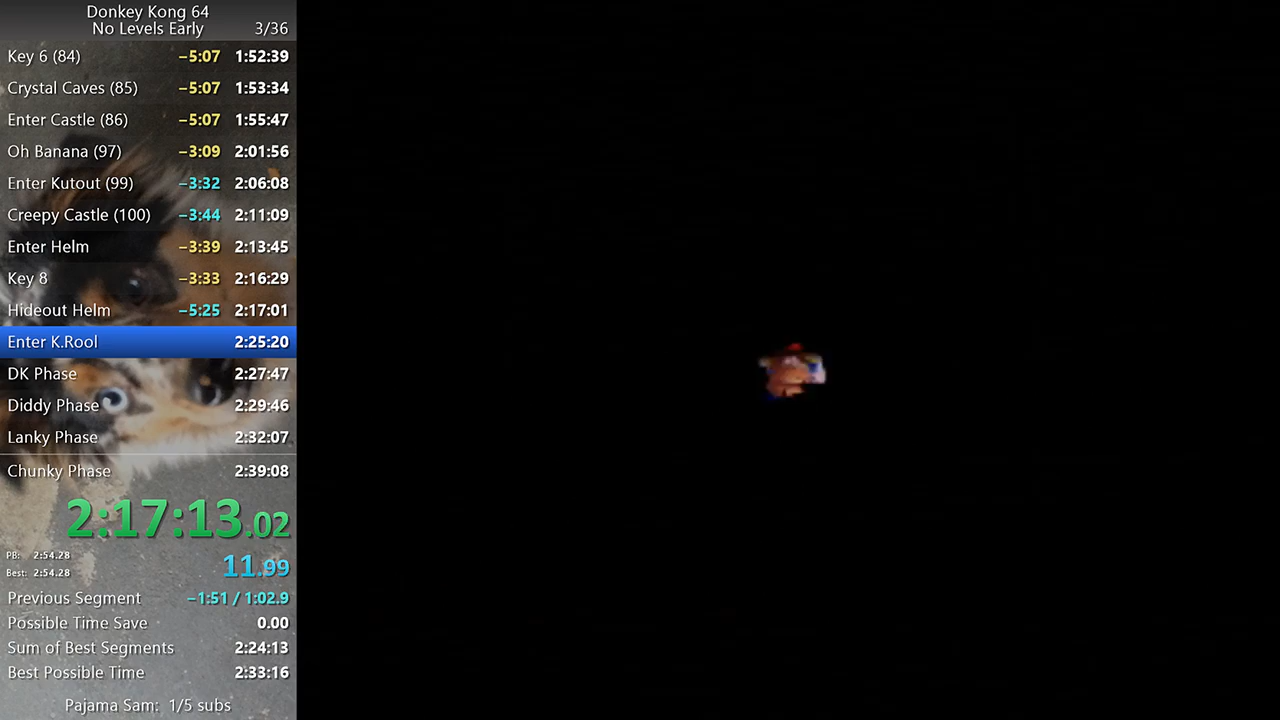 Donkey Kong 64
No Levels Early 3/36
Key 6 (84) −5:07 1:52:39
Crystal Caves (85) −5:07 1:53:34
Enter Castle (86) −5:07 1:55:47
Oh Banana (97) −3:09 2:01:56
Enter Kutout (99) −3:32 2:06:08
Creepy Castle (100) −3:44 2:11:09
Enter Helm −3:39 2:13:45
Key 8 −3:33 2:16:29
Hideout Helm −5:25 2:17:01
Enter K.Rool 2:25:20
DK Phase 2:27:47
Diddy Phase 2:29:46
Lanky Phase 2:32:07
Chunky Phase 2:39:08
2:17:13.02
PB: 2:54.28
Best: 2:54.28
11.99
Previous Segment −1:51 / 1:02.9
Possible Time Save 0.00
Sum of Best Segments 2:24:13
Best Possible Time 2:33:16
Pajama Sam: 1/5 subs